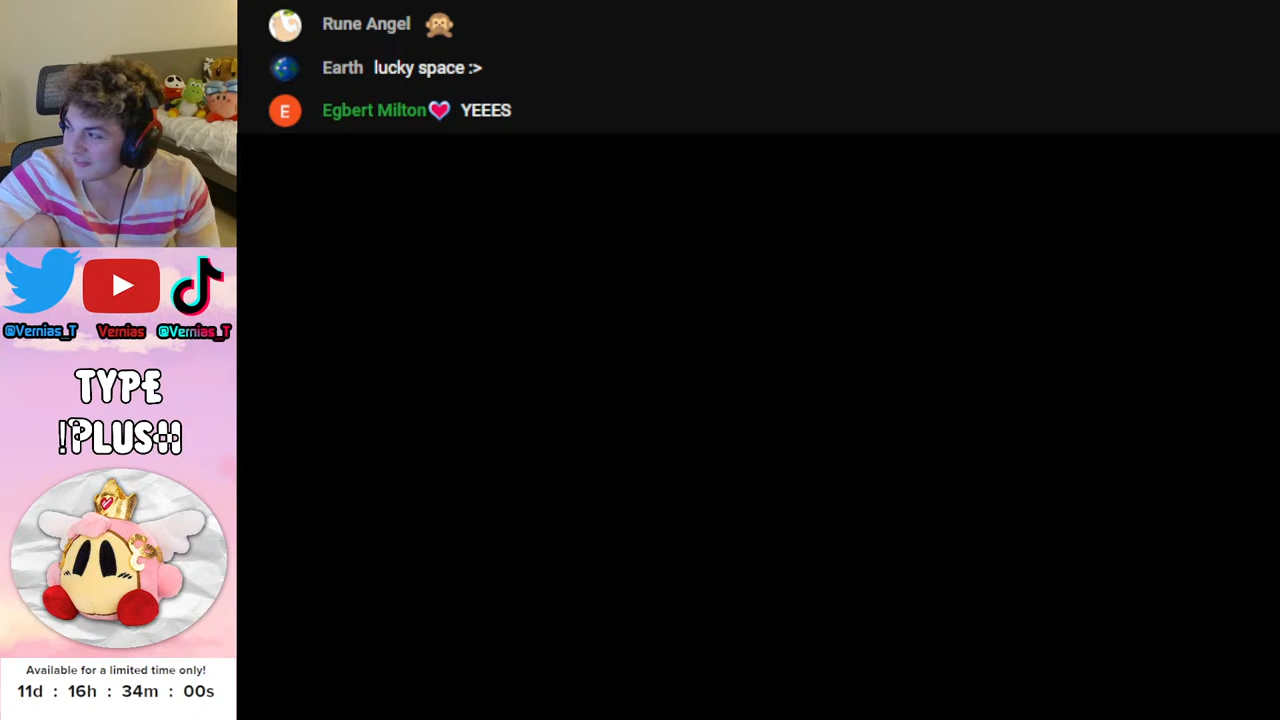 Rune Angel
Earth lucky space :>
E Egbert Milton YEEES
@Vernias_T Vernias @Vernias_T
TYPE
!PLUSH
Available for a limited time only!
11d : 16h : 34m : 00s